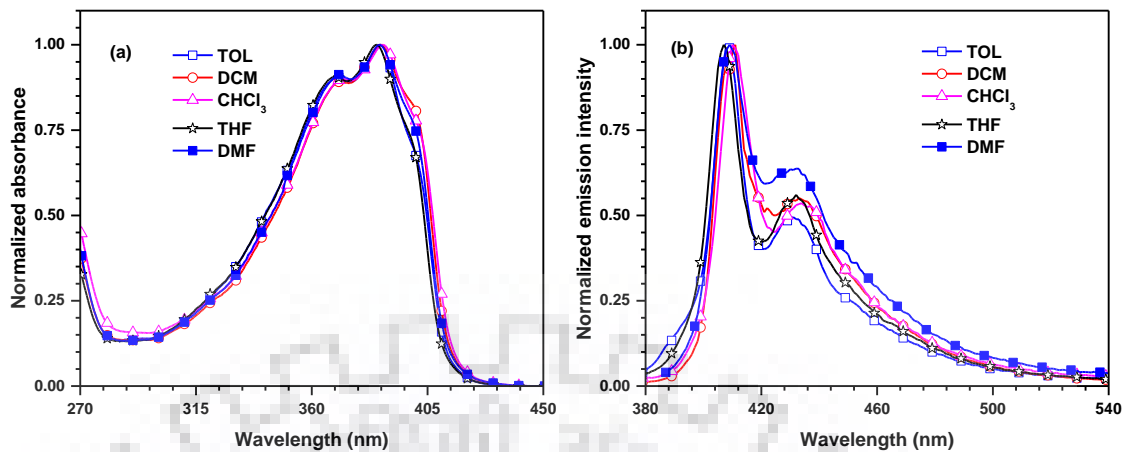 (a)
TOL
DCM
CHCl3
THF
DMF
Normalized absorbance
1.00
0.75
0.50
0.25
0.00
270
315
360
405
450
Wavelength (nm)
(b)
TOL
DCM
CHCl3
THF
DMF
Normalized emission intensity
1.00
0.75
0.50
0.25
0.00
380
420
460
500
540
Wavelength (nm)